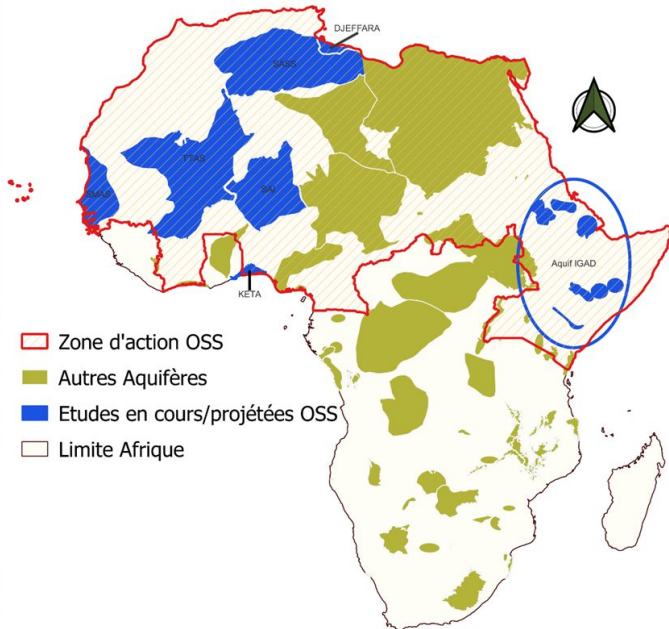 DJEFFARA
SASS
TTAS
SMAS
SAI
Aquif IGAD
KETA
Zone d'action OSS
Autres Aquifères
Etudes en cours/projétées OSS
Limite Afrique